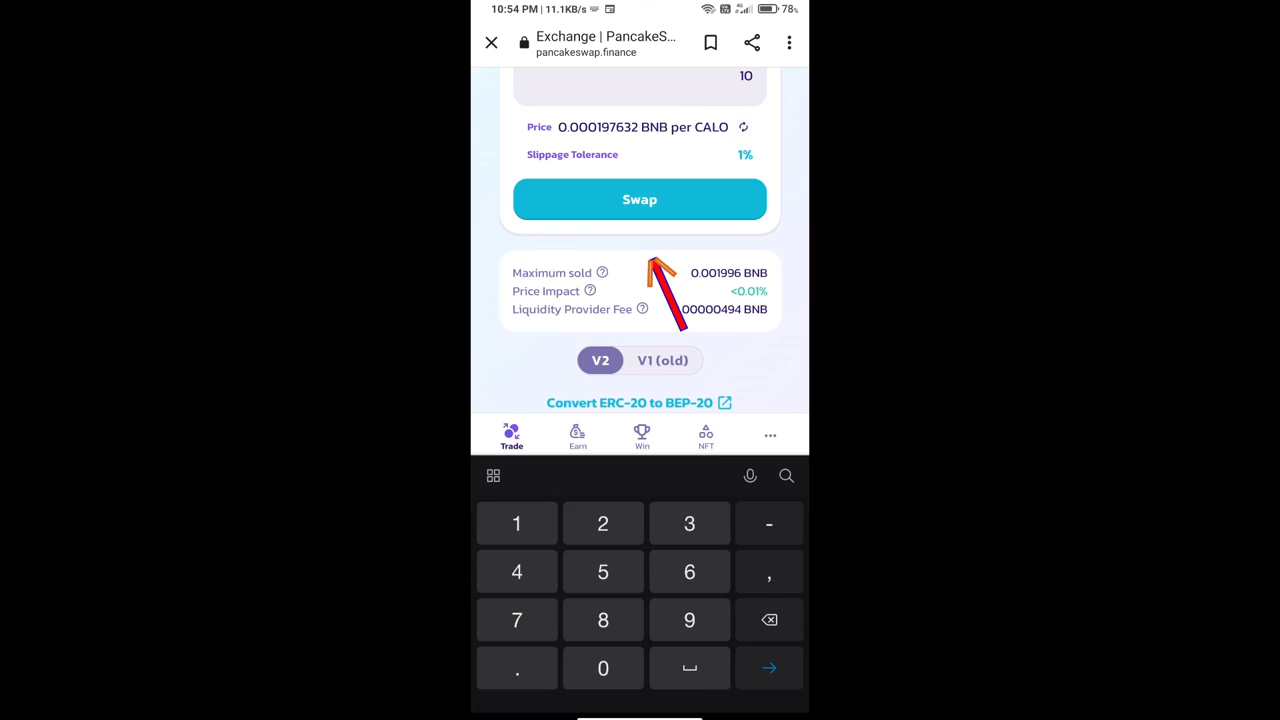 10:54 PM | 11.1KB/s
4G
78%
Exchange | PancakeS...
pancakeswap.finance
10
Price 0.000197632 BNB per CALO
Slippage Tolerance 1%
Swap
Maximum sold ? 0.001996 BNB
Price Impact ? <0.01%
Liquidity Provider Fee ? 00000494 BNB
V2 V1 (old)
Convert ERC-20 to BEP-20
Trade Earn Win NFT ...
1 2 3 -
4 5 6 ,
7 8 9
. 0